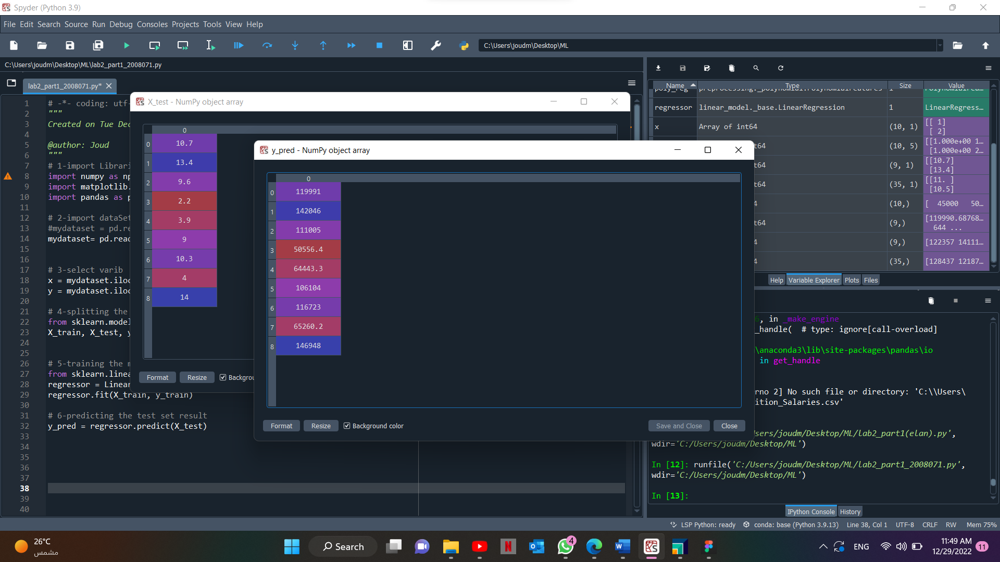 Spyder (Python 3.9)
File Edit Search Source Run Debug Consoles Projects Tools View Help
C:\Users\joudm\Desktop\ML
C:\Users\joudm\Desktop\ML\lab2_part1_2008071.py
lab2_part1_2008071.py*
1 # -*- coding: utf-
2 """
3 Created on Tue Dec
4
5 @author: Joud
6 """
7 # 1-import Librari
8 import numpy as np
9 import matplotlib.
10 import pandas as p
11
12 # 2-import dataSet
13 #mydataset = pd.re
14 mydataset= pd.read
15
16
17 # 3-select varib
18 x = mydataset.iloc
19 y = mydataset.iloc
20
21 # 4-splitting the
22 from sklearn.model
23 X_train, X_test, y
24
25
26 # 5-training the m
27 from sklearn.linea
28 regressor = Linear
29 regressor.fit(X_train, y_train)
30
31 # 6-predicting the test set result
32 y_pred = regressor.predict(X_test)
33
34
35
36
37
38
39
40
X_test - NumPy object array
0
0 10.7
1 13.4
2 9.6
3 2.2
4 3.9
5 9
6 10.3
7 4
8 14
Format Resize Backgrou
y_pred - NumPy object array
0
0 119991
1 142046
2 111005
3 50556.4
4 64443.3
5 106104
6 116723
7 65260.2
8 146948
Format Resize Background color Save and Close Close
Name Type Size Value
poly_reg preprocessing._polynomial.PolynomialFeatures 1 PolynomialFea...
regressor linear_model._base.LinearRegression 1 LinearRegress...
x Array of int64 (10, 1) [[ 1]
[ 2]
t64 (10, 5) [[1.000e+00 1...
[1.000e+00 2...
t64 (9, 1) [[10.7]
[13.4]
t64 (35, 1) [[11. ]
[10.5]
4 (10,) [ 45000 50...
t64 (9,) [119990.68768...
644 ...
4 (9,) [122357 14111...
4 (35,) [128437 12187...
Help Variable Explorer Plots Files
6, in _make_engine
_handle( # type: ignore[call-overload]
\anaconda3\lib\site-packages\pandas\io
in get_handle
rno 2] No such file or directory: 'C:\\Users\
ition_Salaries.csv'
sers/joudm/Desktop/ML/lab2_part1(elan).py',
wdir='C:/Users/joudm/Desktop/ML')
In [12]: runfile('C:/Users/joudm/Desktop/ML/lab2_part1_2008071.py',
wdir='C:/Users/joudm/Desktop/ML')
In [13]:
IPython Console History
LSP Python: ready conda: base (Python 3.9.13) Line 38, Col 1 UTF-8 CRLF RW Mem 75%
26°C
مشمس
Search
4
ENG
11:49 AM
12/29/2022
11